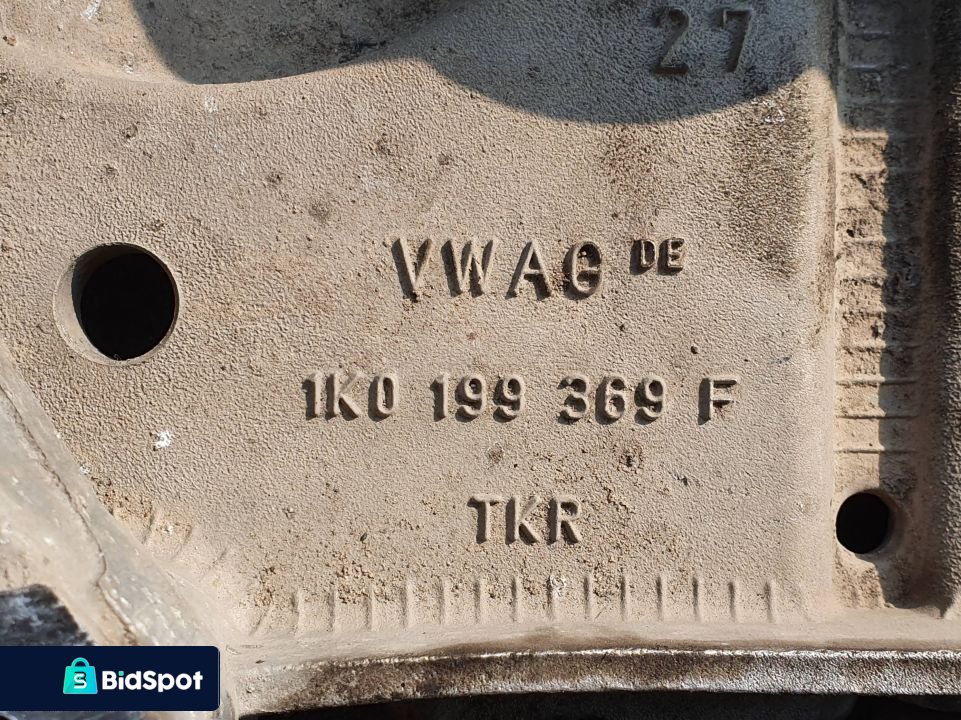 27
VWAG DE
1K0 199 369 F
TKR
BidSpot